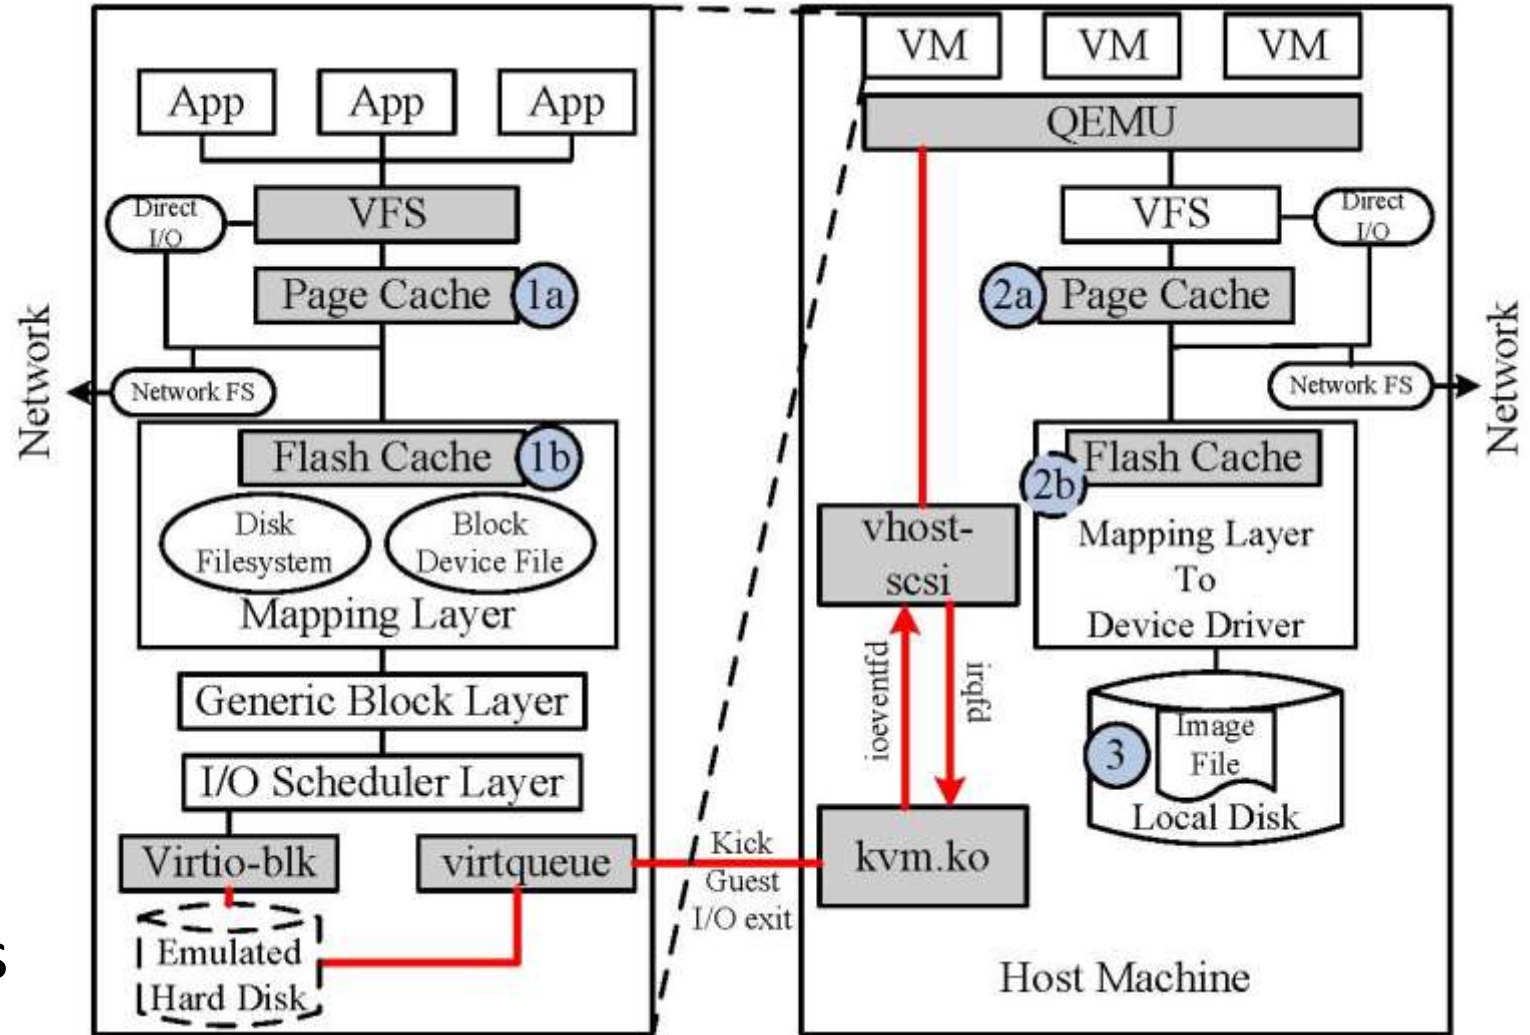 App
App
App
VFS
Direct
I/O
Page Cache
1a
Network
Network FS
Flash Cache
1b
Disk
Filesystem
Block
Device File
Mapping Layer
Generic Block Layer
I/O Scheduler Layer
Virtio-blk
virtqueue
Emulated
Hard Disk
s
Kick
Guest
I/O exit
VM
VM
VM
QEMU
VFS
Direct
I/O
2a
Page Cache
Network FS
Network
Flash Cache
2b
Mapping Layer
To
Device Driver
vhost-
scsi
ioeventfd
irqfd
kvm.ko
3
Image
File
Local Disk
Host Machine